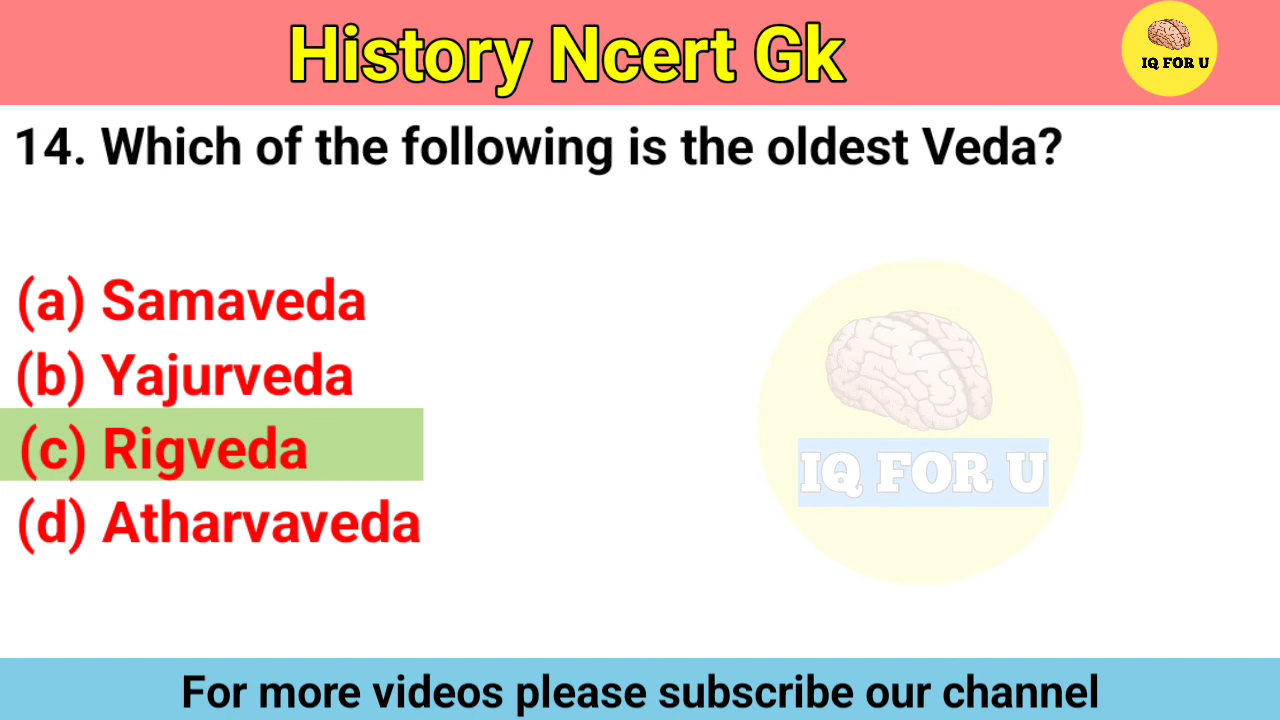 History Ncert Gk
IQ FOR U
14. Which of the following is the oldest Veda?
(a) Samaveda
(b) Yajurveda
(c) Rigveda
(d) Atharvaveda
IQ FOR U
For more videos please subscribe our channel